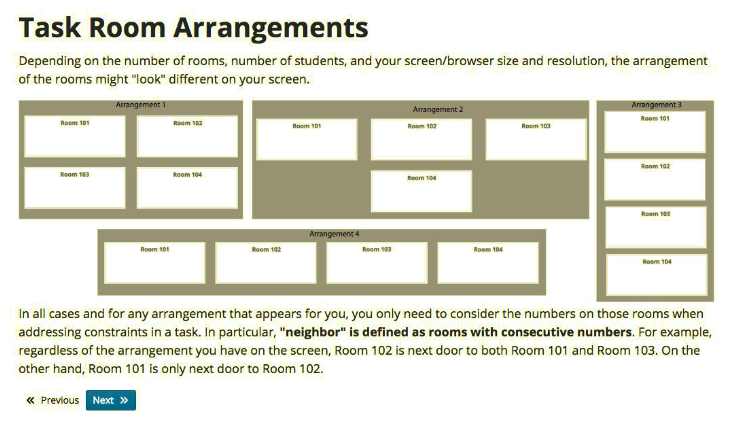 Task Room Arrangements
Depending on the number of rooms, number of students, and your screen/browser size and resolution, the arrangement
of the rooms might "look" different on your screen.
Arrangement 1
Room 101
Room 102
Room 103
Room 104
Arrangement 2
Room 101
Room 102
Room 103
Room 104
Arrangement 3
Room 101
Room 102
Room 103
Room 104
Arrangement 4
Room 101
Room 102
Room 103
Room 104
In all cases and for any arrangement that appears for you, you only need to consider the numbers on those rooms when
addressing constraints in a task. In particular, "neighbor" is defined as rooms with consecutive numbers. For example,
regardless of the arrangement you have on the screen, Room 102 is next door to both Room 101 and Room 103. On the
other hand, Room 101 is only next door to Room 102.
« Previous Next »